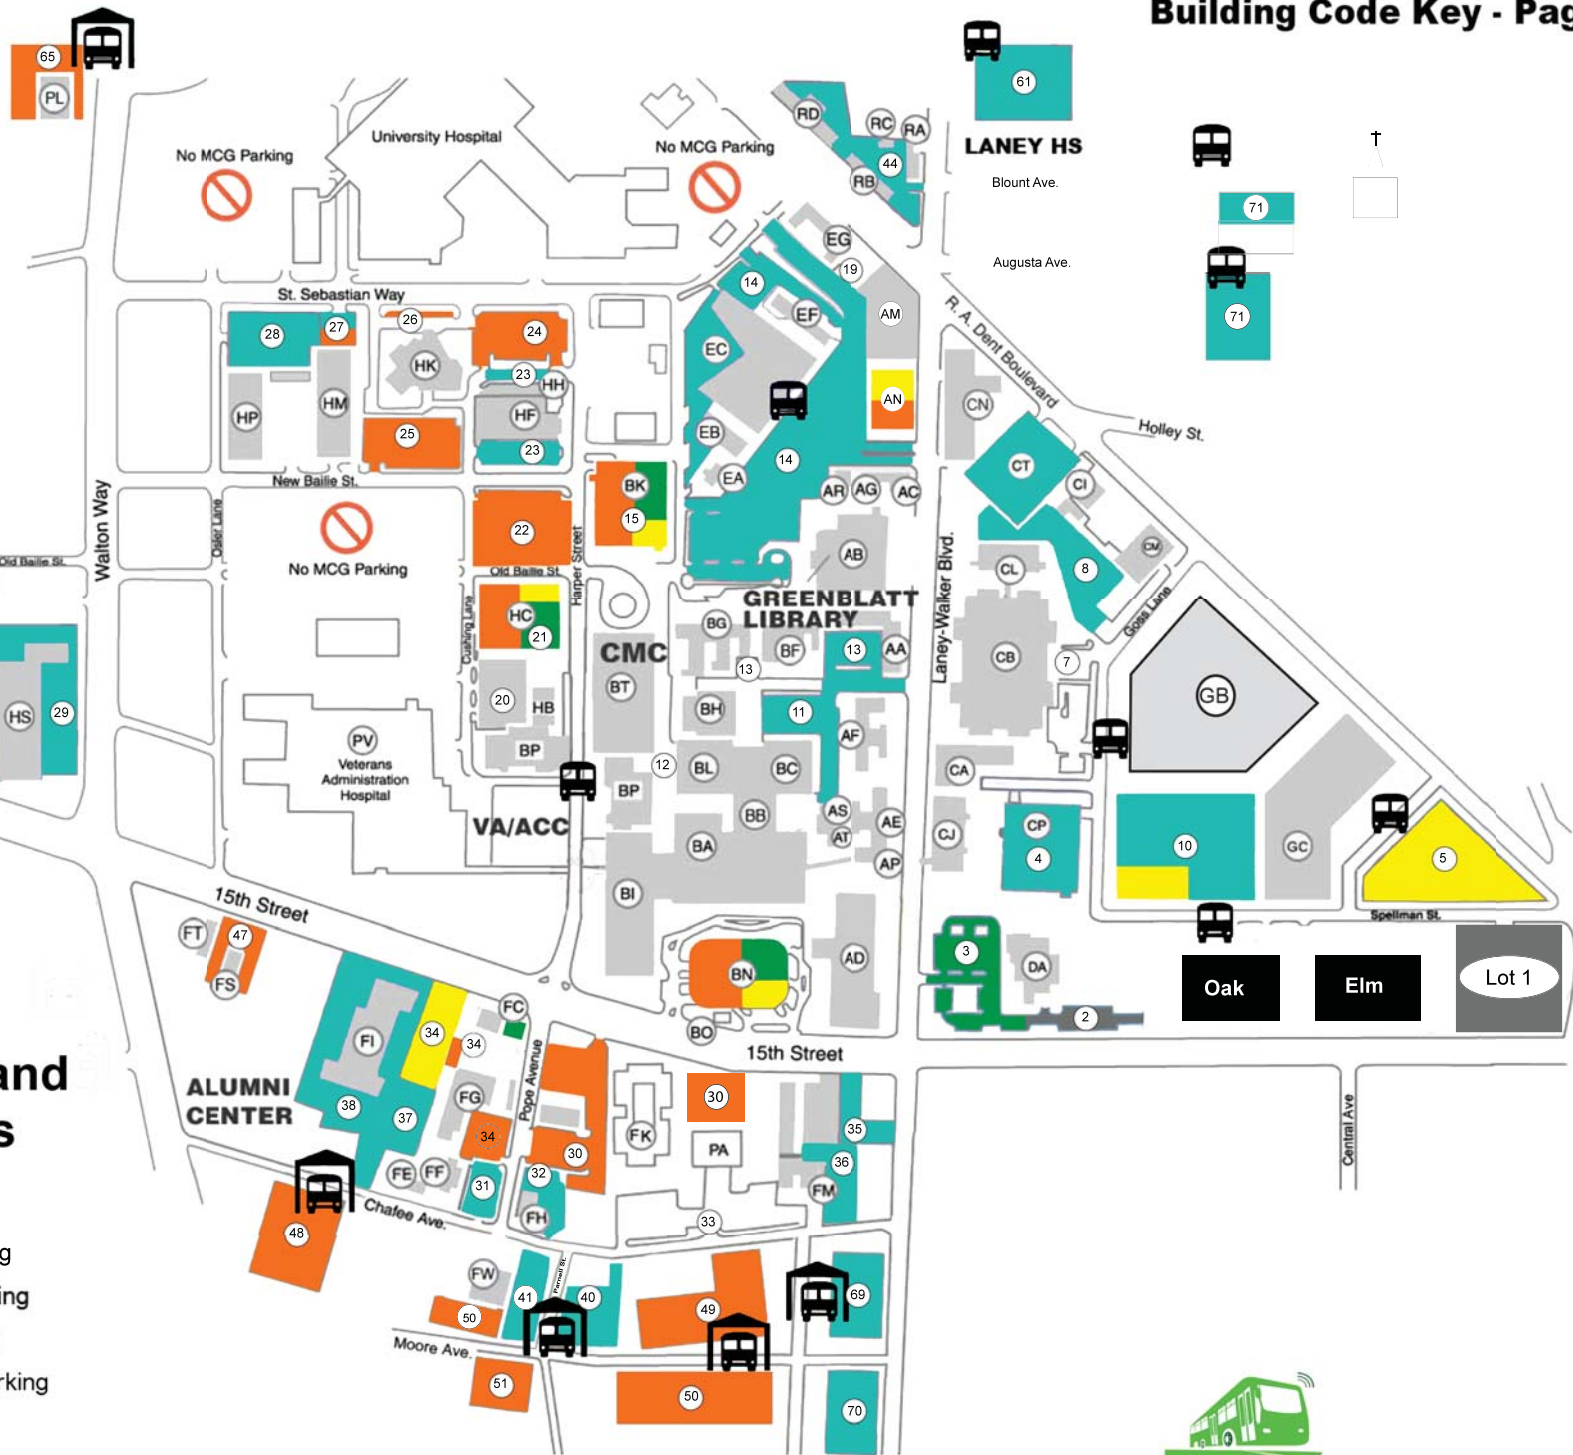 Building Code Key - Pag
65
PL
61
RD
RC
RA
LANEY HS
44
RB
University Hospital
No MCG Parking
No MCG Parking
Blount Ave.
71
EG
Augusta Ave.
19
71
14
St. Sebastian Way
28
27
26
24
EF
AM
R. A. Dent Boulevard
EC
HK
23
HH
HP
HM
HF
AN
CN
Holley St.
25
23
EB
14
CT
EA
New Bailie St.
BK
15
AR
AG
AC
CI
Walton Way
Osler Lane
22
Harper Street
No MCG Parking
Old Bailie St.
Old Bailie St.
AB
CM
CL
8
Laney-Walker Blvd.
GREENBLATT
LIBRARY
Goss Lane
HC
21
Cushing Lane
BG
CMC
BF
13
AA
13
CB
7
BT
GB
HS
29
20
HB
BH
11
AF
PV
Veterans
Administration
Hospital
BP
12
BL
BC
CA
BP
BB
AS
AE
AT
AP
VA/ACC
BA
CJ
CP
4
10
GC
5
BI
Spellman St.
15th Street
FT
47
FS
BN
AD
3
DA
2
Oak
Elm
Lot 1
BO
15th Street
FC
34
34
FI
and
s
ALUMNI
CENTER
38
37
FG
34
Pope Avenue
30
FK
30
PA
35
36
Central Ave
FE
FF
31
32
FM
FH
33
Chafee Ave.
48
g
FW
Parnell St.
41
40
49
69
ing
50
Moore Ave.
rking
51
50
70